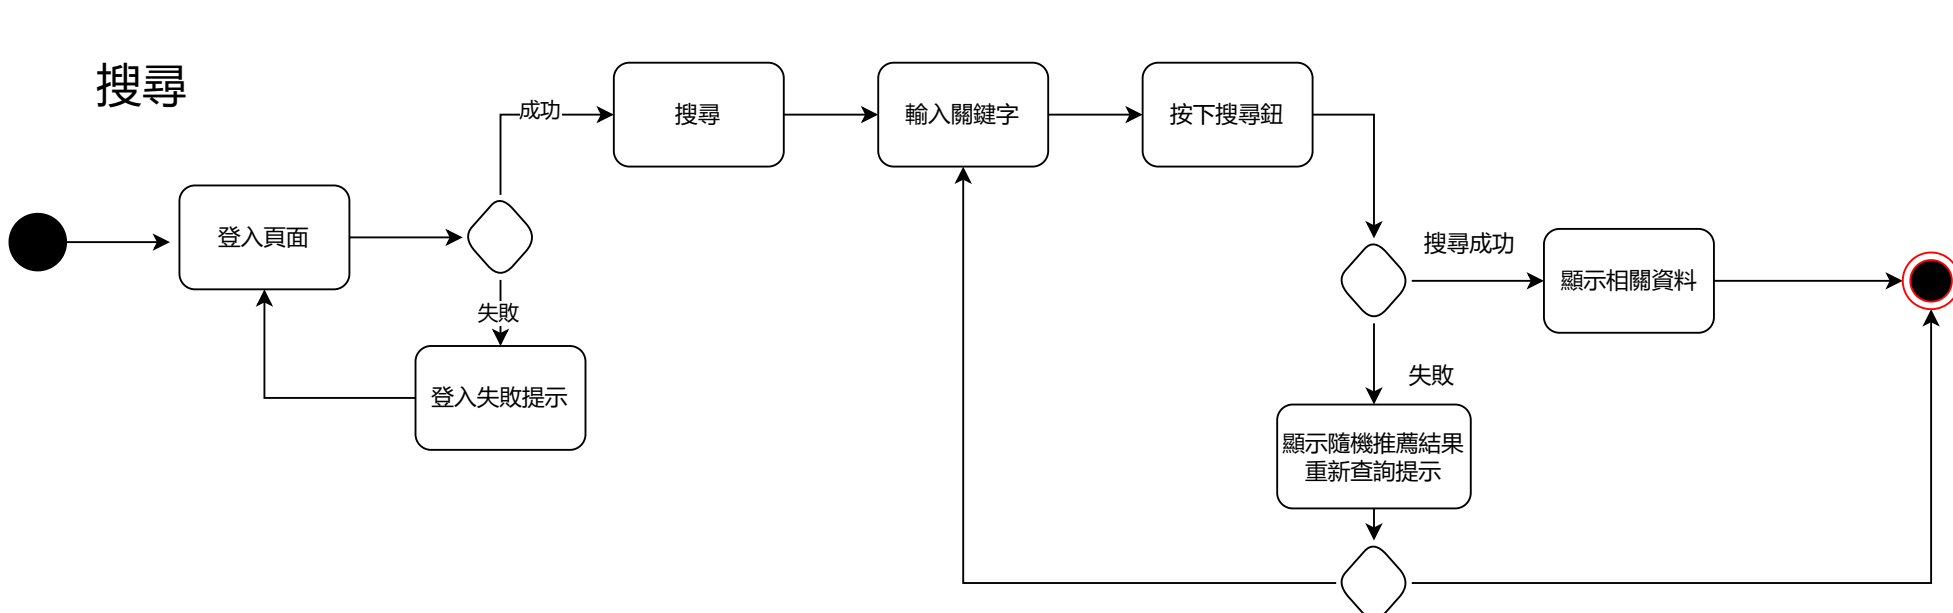 搜尋
成功
搜尋
輸入關鍵字
按下搜尋鈕
登入頁面
搜尋成功
顯示相關資料
失敗
登入失敗提示
失敗
顯示隨機推薦結果
重新查詢提示